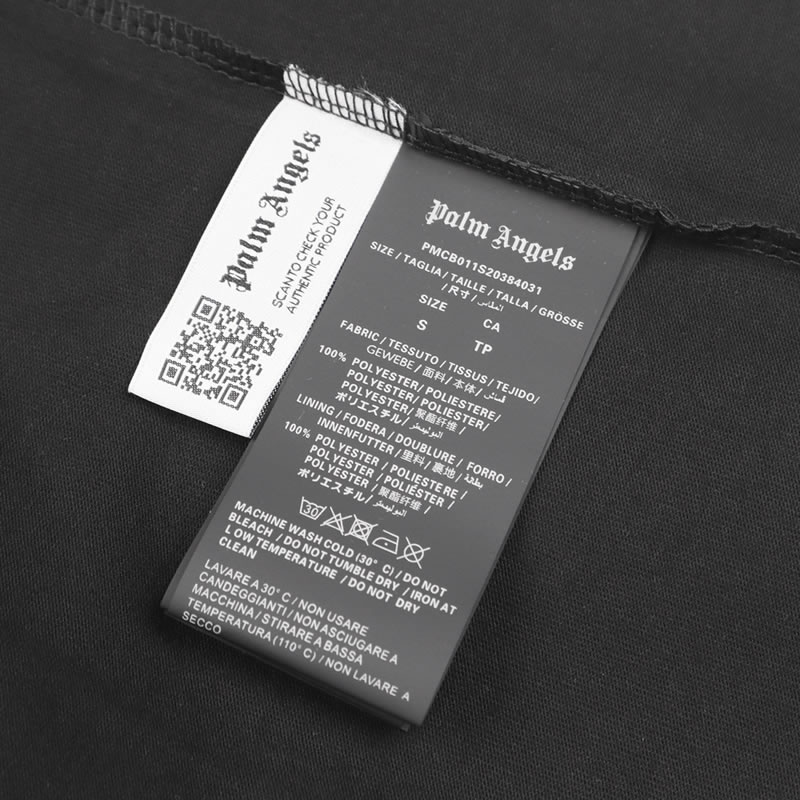 Palm Angels
SCAN TO CHECK YOUR
AUTHENTIC PRODUCT
Palm Angels
PMCB011S20384031
SIZE / TAGLIA / TAILLE / TALLA / GRÖSSE
/ 尺寸 /
SIZE CA
S TP
FABRIC / TESSUTO / TISSUS / TEJIDO/
GEWEBE / 面料 / 本体 / قماش
100% POLYESTER/ POLIESTERE/
POLYESTER/ POLIÉSTER/
POLYESTER/ 聚酯纤维/
ポリエステル/ البوليستر
LINING / FODERA / DOUBLURE / FORRO /
INNENFUTTER / 里料 / 裏地 / بطانة
100% POLYESTER / POLIESTERE /
POLYESTER / POLIÉSTER /
POLYESTER / 聚酯纤维 /
ポリエステル / البوليستر
30
MACHINE WASH COLD (30° C) / DO NOT
BLEACH / DO NOT TUMBLE DRY / IRON AT
LOW TEMPERATURE / DO NOT DRY
CLEAN
LAVARE A 30° C / NON USARE
CANDEGGIANTI / NON ASCIUGARE A
MACCHINA / STIRARE A BASSA
TEMPERATURA (110° C) / NON LAVARE A
SECCO